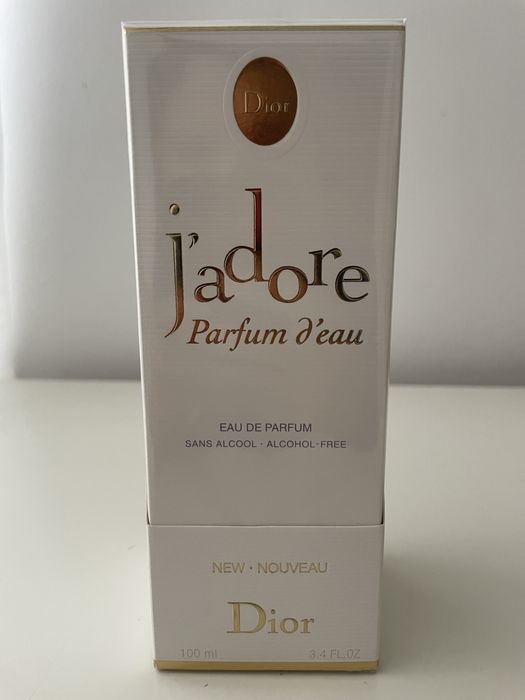 Dior
j'adore
Parfum d'eau
EAU DE PARFUM
SANS ALCOOL · ALCOHOL-FREE
NEW · NOUVEAU
Dior
100 ml 3.4 FL.OZ